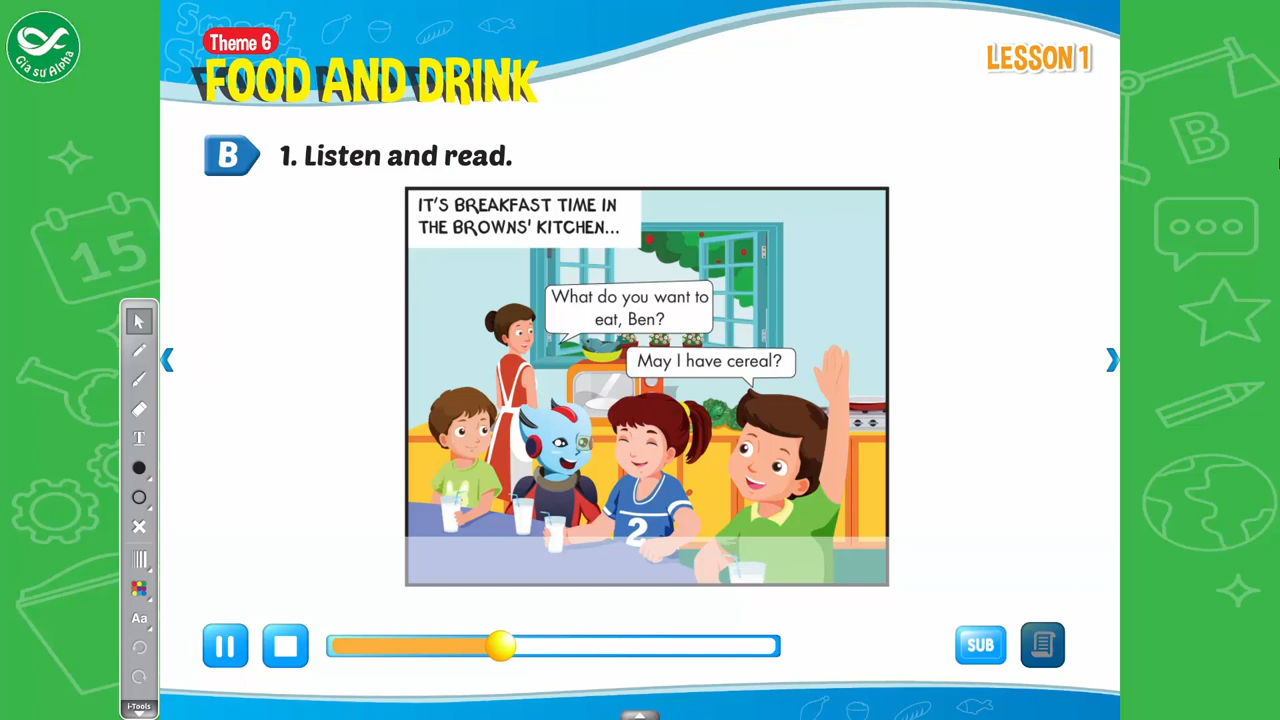 Gia sư Alpha
Theme 6
FOOD AND DRINK
LESSON 1
B
1. Listen and read.
IT'S BREAKFAST TIME IN
THE BROWNS' KITCHEN...
What do you want to
eat, Ben?
May I have cereal?
2
15
B
T
Aa
i-Tools
SUB